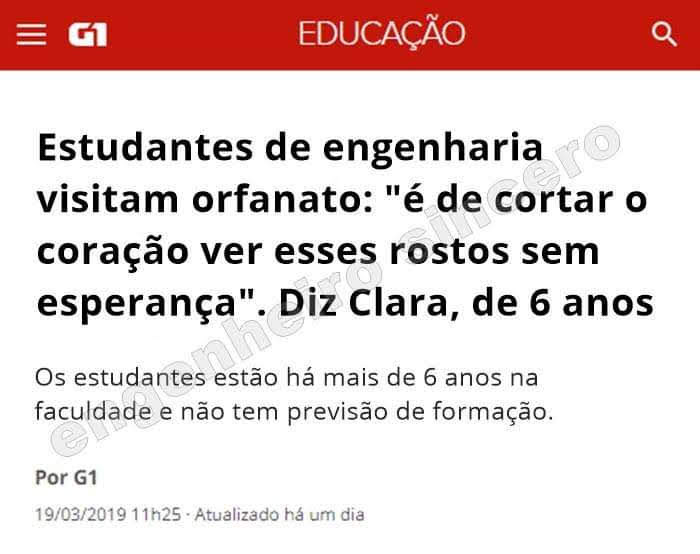 G1 EDUCAÇÃO
Estudantes de engenharia
visitam orfanato: "é de cortar o
coração ver esses rostos sem
esperança". Diz Clara, de 6 anos
Os estudantes estão há mais de 6 anos na
faculdade e não tem previsão de formação.
Por G1
19/03/2019 11h25 · Atualizado há um dia
engenheiro sincero